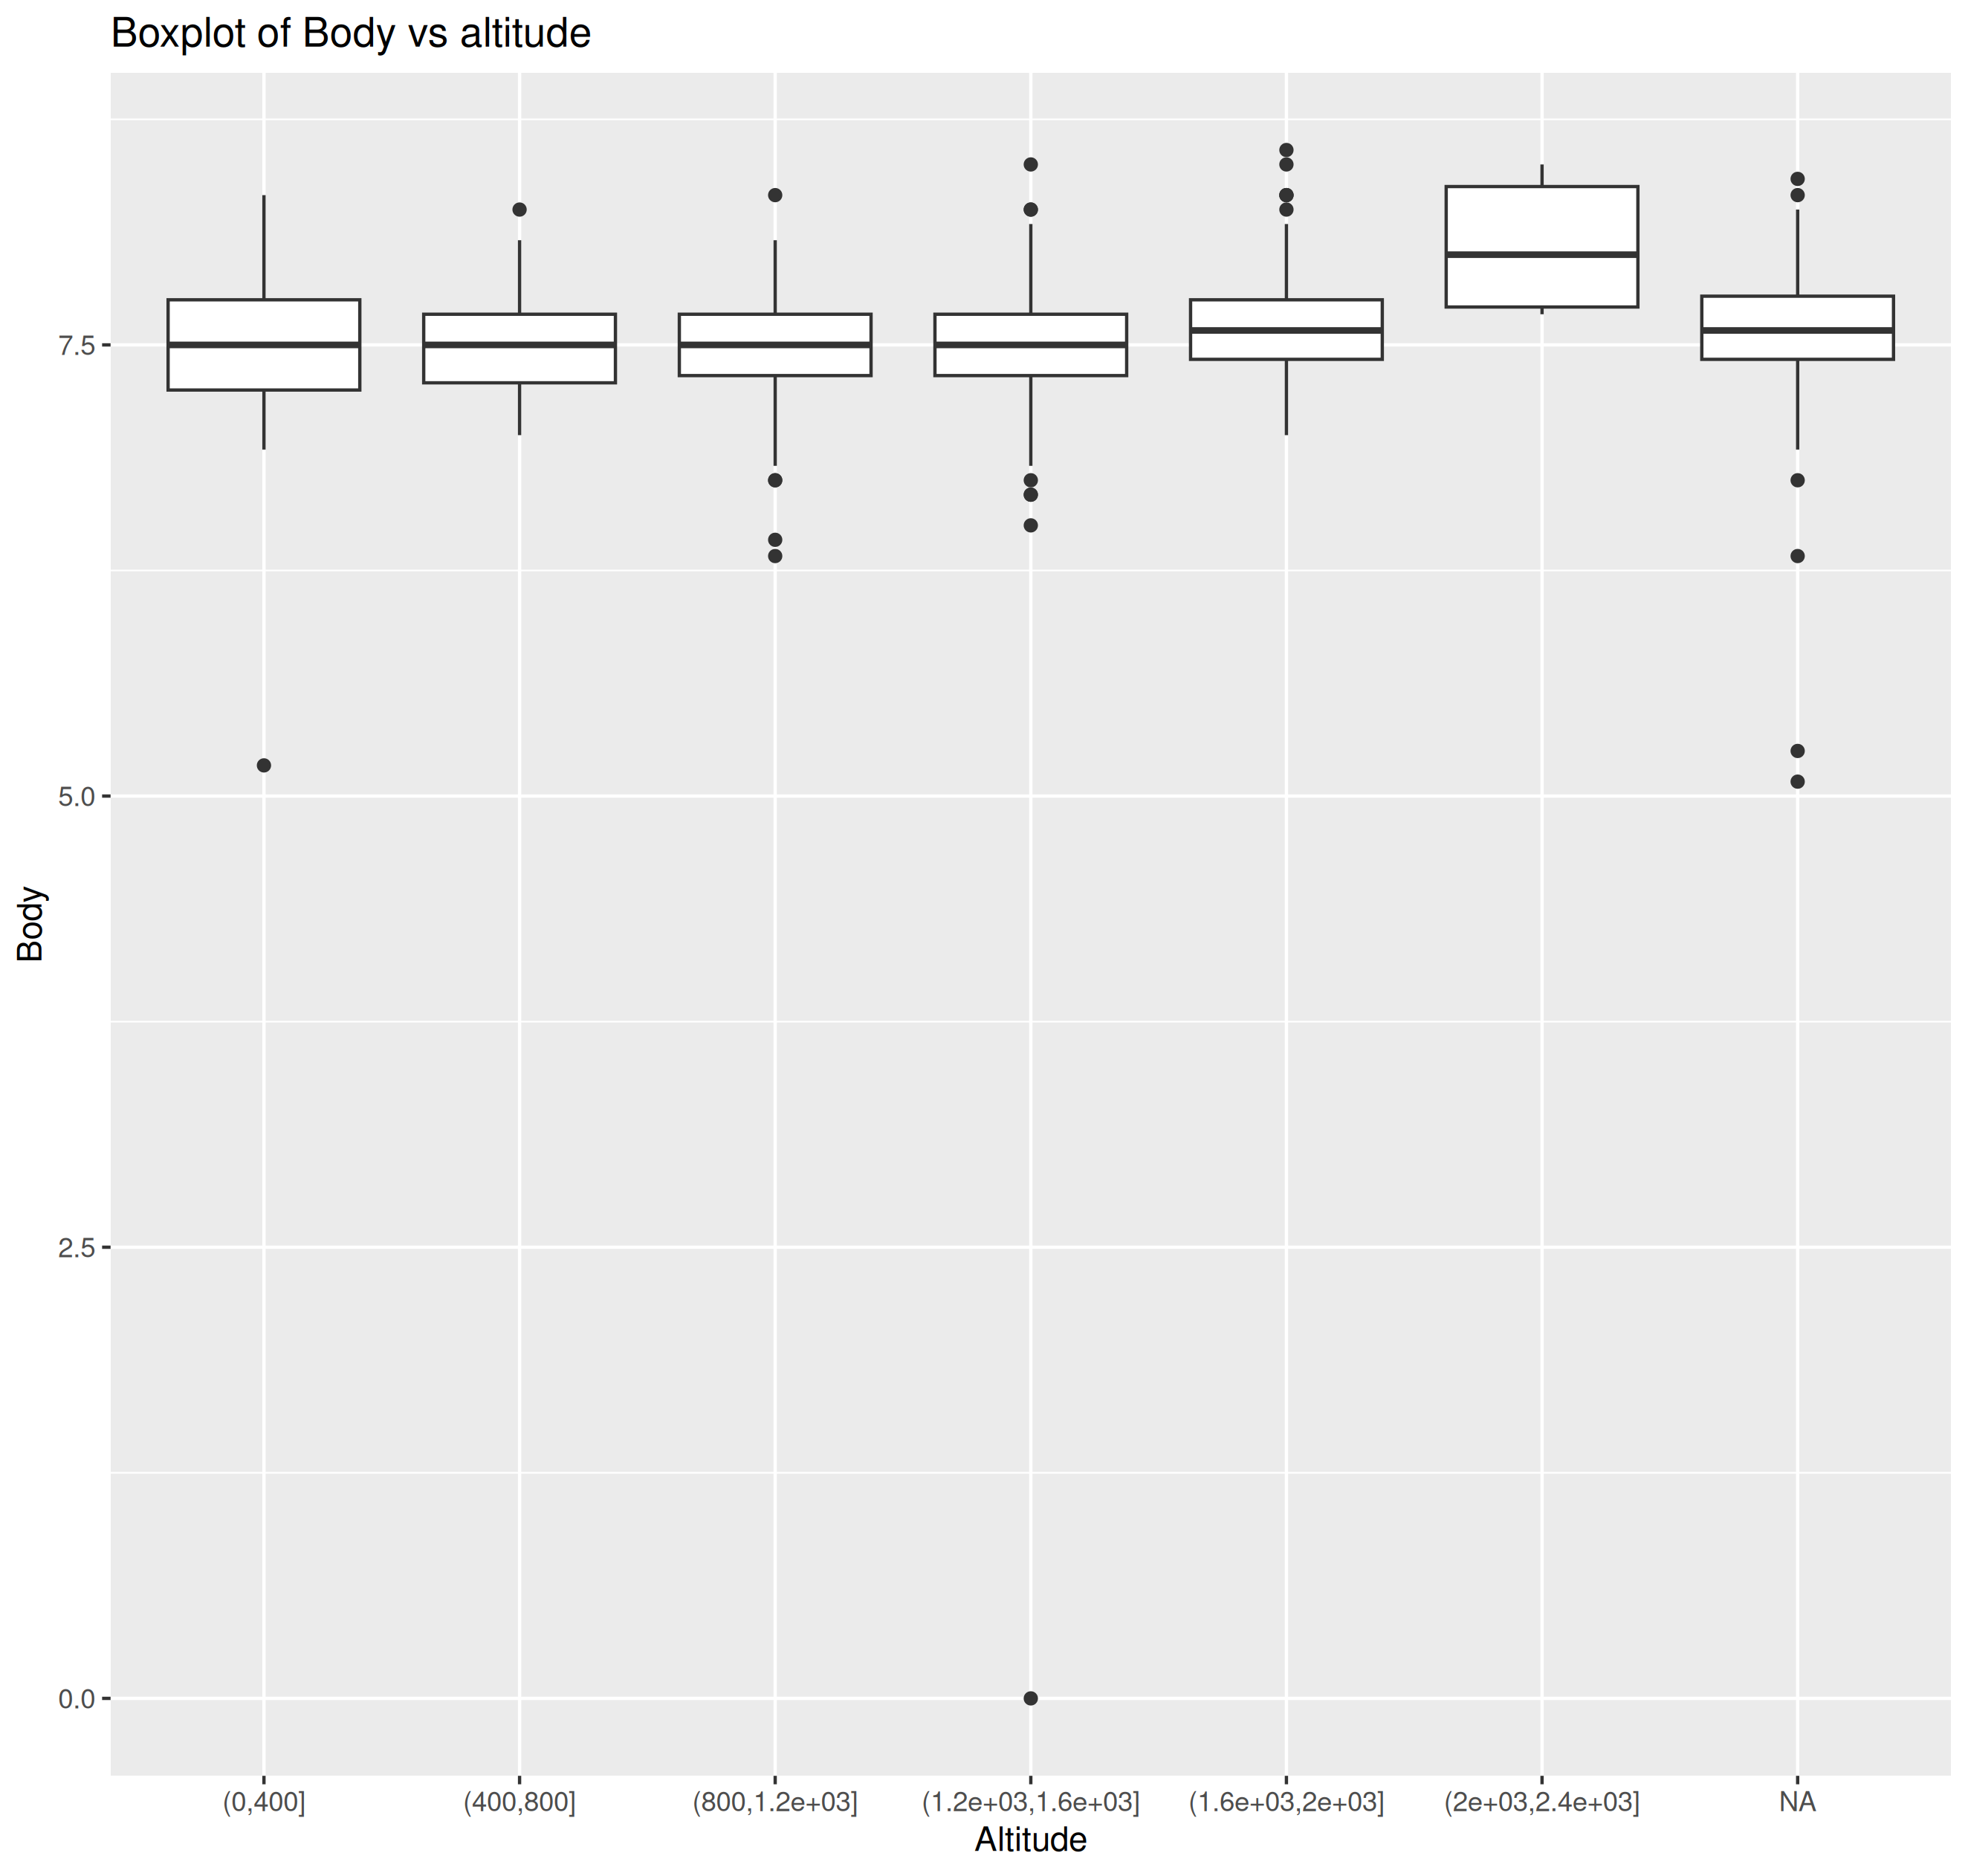 Boxplot of Body vs altitude
Body
7.5
5.0
2.5
0.0
(0,400] (400,800] (800,1.2e+03] (1.2e+03,1.6e+03] (1.6e+03,2e+03] (2e+03,2.4e+03] NA
Altitude